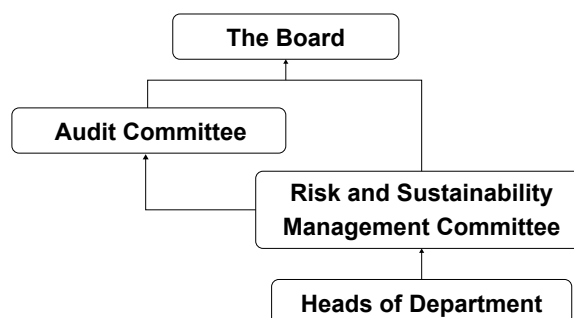 The Board
Audit Committee
Risk and Sustainability
Management Committee
Heads of Department